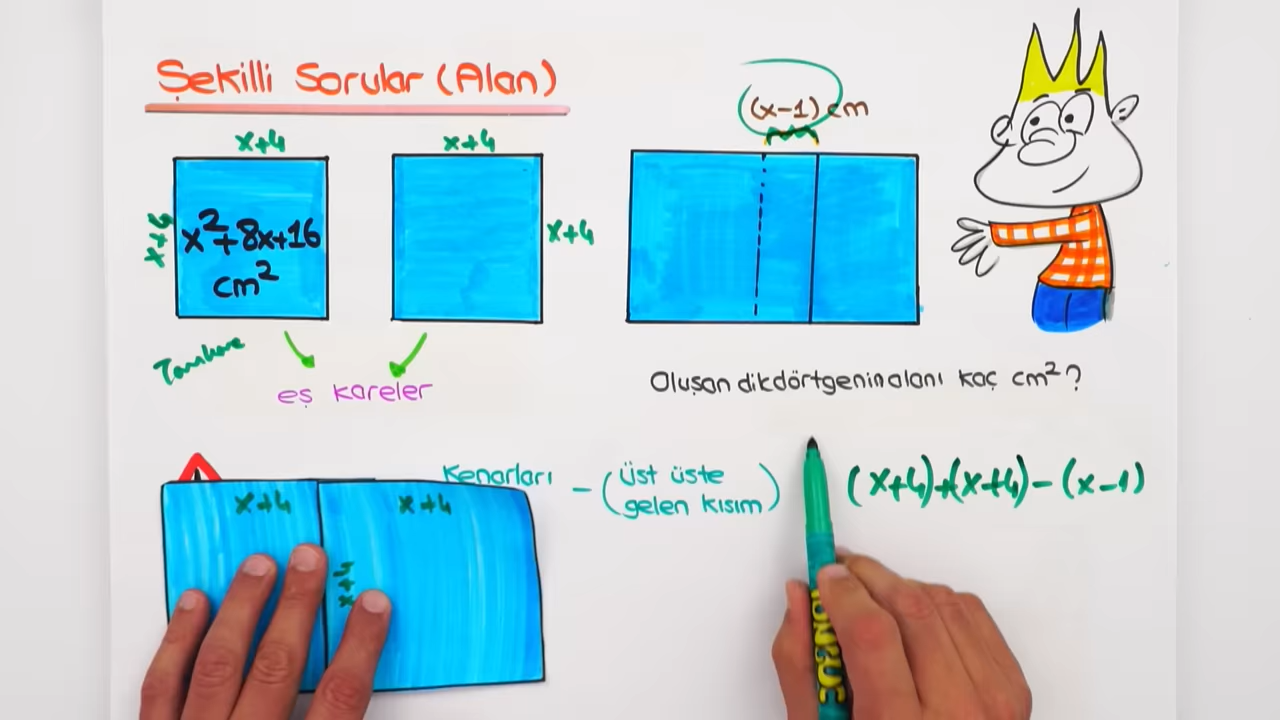 Şekilli Sorular (Alan)
x+4
x+4
x+4
x²+8x+16
cm²
x+4
(x-1) cm
Tamkare
eş kareler
Oluşan dikdörtgenin alanı kaç cm²?
Kenarları - (Üst üste
gelen kısım)
(x+4)+(x+4)-(x-1)
x+4
x+4
x+4